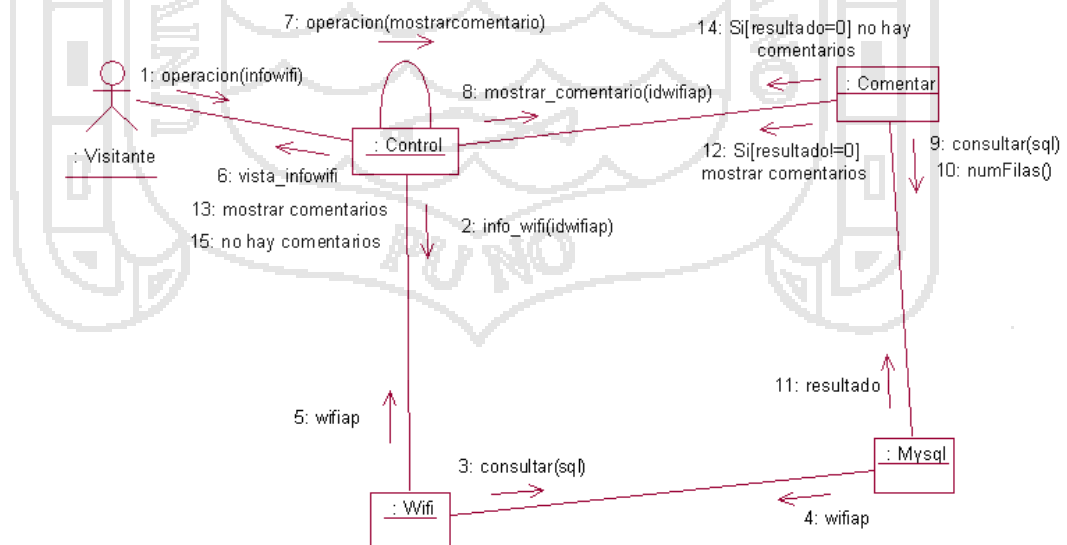 7: operacion(mostrarcomentario)
14: Si[resultado=0] no hay
comentarios
1: operacion(infowifi)
: Comentar
8: mostrar_comentario(idwifiap)
: Visitante
: Control
12: Si[resultado!=0]
mostrar comentarios
9: consultar(sql)
10: numFilas()
6: vista_infowifi
13: mostrar comentarios
15: no hay comentarios
2: info_wifi(idwifiap)
PUNO
11: resultado
5: wifiap
: Mysql
3: consultar(sql)
: Wifi
4: wifiap